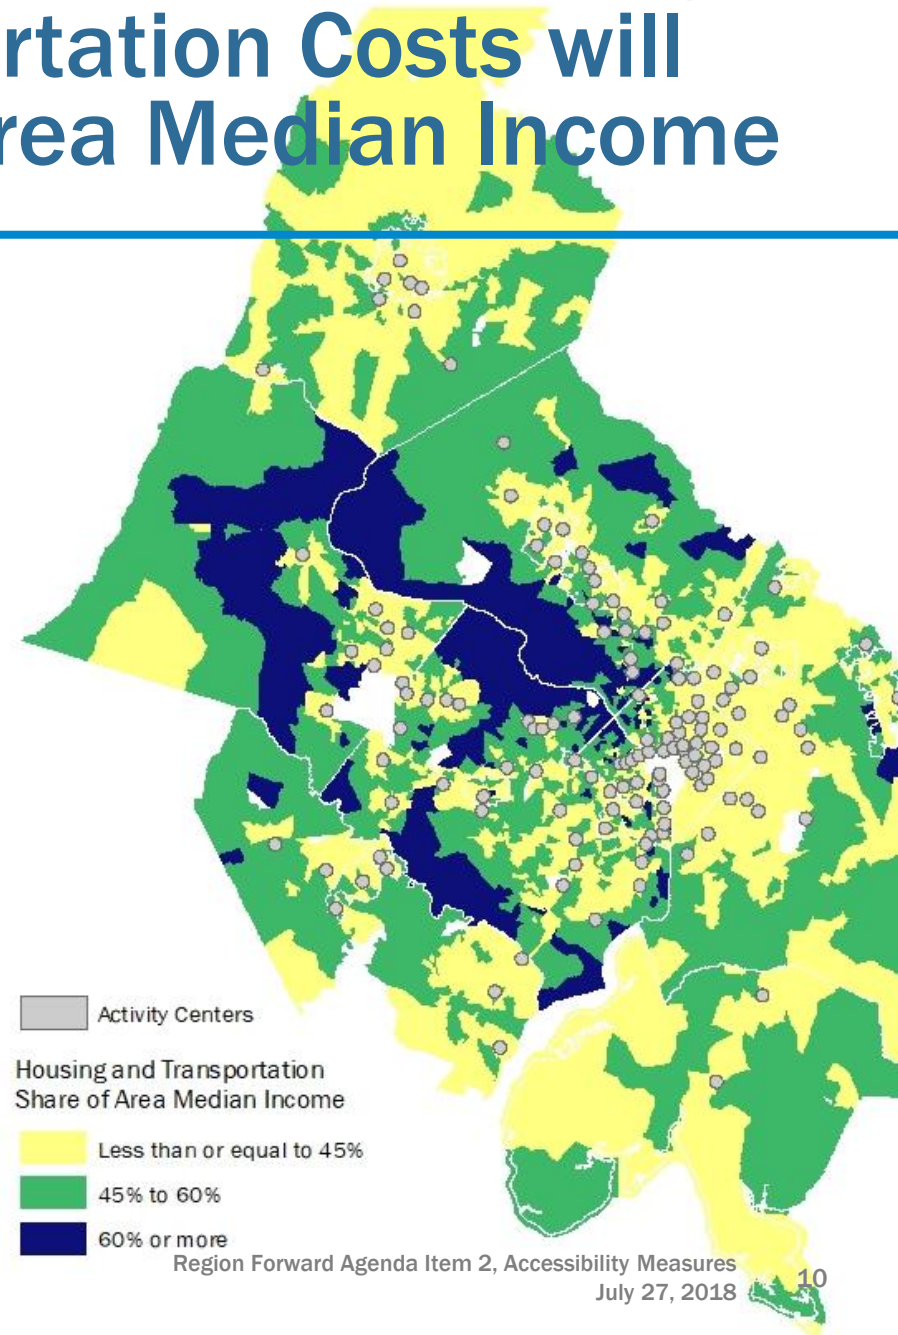 rtation Costs will
rea Median Income
Activity Centers
Housing and Transportation
Share of Area Median Income
Less than or equal to 45%
45% to 60%
60% or more
Region Forward Agenda Item 2, Accessibility Measures
July 27, 2018
10